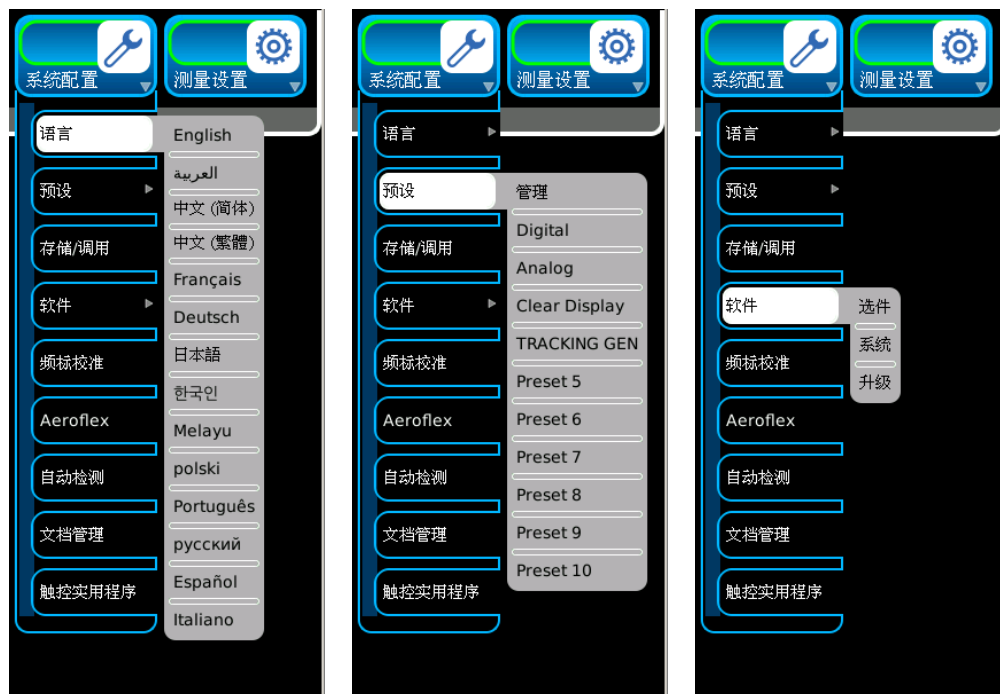 系统配置
测量设置
语言
预设
存储/调用
软件
频标校准
Aeroflex
自动检测
文档管理
触控实用程序
English
العربية
中文 (简体)
中文 (繁體)
Français
Deutsch
日本語
한국인
Melayu
polski
Português
русский
Español
Italiano
系统配置
测量设置
语言
预设
存储/调用
软件
频标校准
Aeroflex
自动检测
文档管理
触控实用程序
管理
Digital
Analog
Clear Display
TRACKING GEN
Preset 5
Preset 6
Preset 7
Preset 8
Preset 9
Preset 10
系统配置
测量设置
语言
预设
存储/调用
软件
频标校准
Aeroflex
自动检测
文档管理
触控实用程序
选件
系统
升级